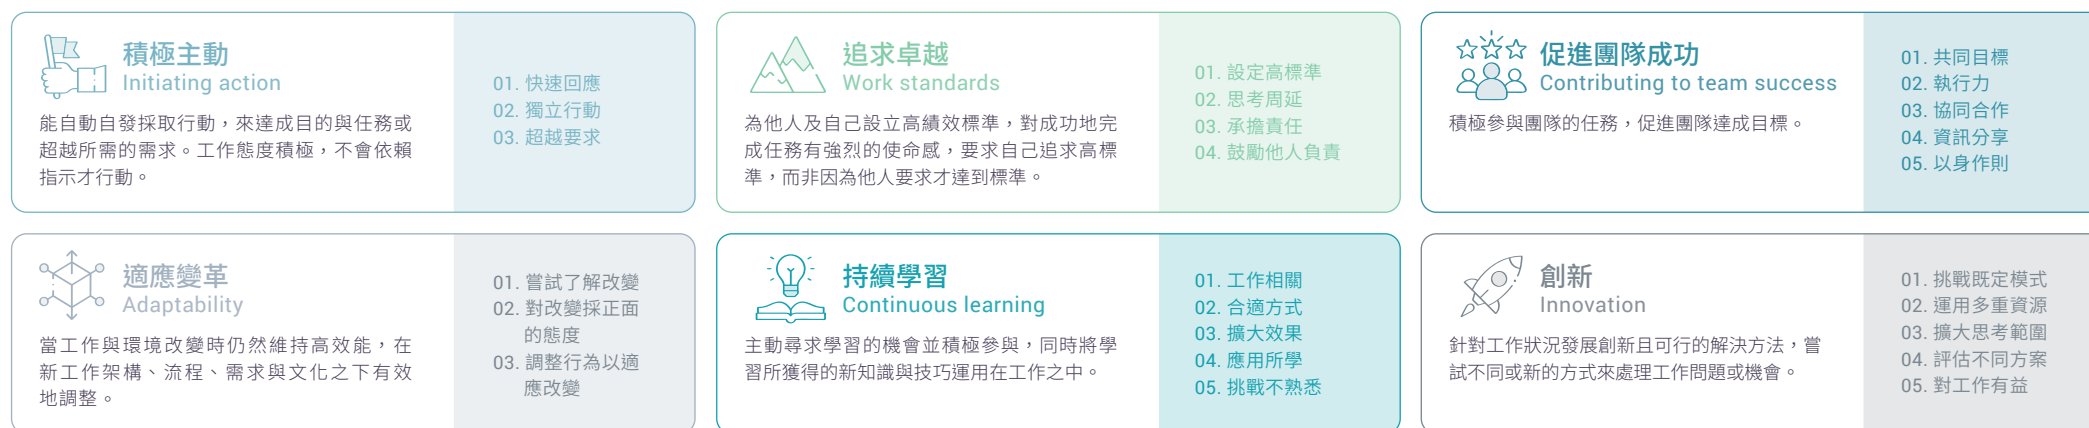 積極主動
Initiating action
能自動自發採取行動，來達成目的與任務或
超越所需的需求。工作態度積極，不會依賴
指示才行動。
01. 快速回應
02. 獨立行動
03. 超越要求
追求卓越
Work standards
為他人及自己設立高績效標準，對成功地完
成任務有強烈的使命感，要求自己追求高標
準，而非因為他人要求才達到標準。
01. 設定高標準
02. 思考周延
03. 承擔責任
04. 鼓勵他人負責
促進團隊成功
Contributing to team success
積極參與團隊的任務，促進團隊達成目標。
01. 共同目標
02. 執行力
03. 協同合作
04. 資訊分享
05. 以身作則
適應變革
Adaptability
當工作與環境改變時仍然維持高效能，在
新工作架構、流程、需求與文化之下有效
地調整。
01. 嘗試了解改變
02. 對改變採正面
的態度
03. 調整行為以適
應改變
持續學習
Continuous learning
主動尋求學習的機會並積極參與，同時將學
習所獲得的新知識與技巧運用在工作之中。
01. 工作相關
02. 合適方式
03. 擴大效果
04. 應用所學
05. 挑戰不熟悉
創新
Innovation
針對工作狀況發展創新且可行的解決方法，嘗
試不同或新的方式來處理工作問題或機會。
01. 挑戰既定模式
02. 運用多重資源
03. 擴大思考範圍
04. 評估不同方案
05. 對工作有益